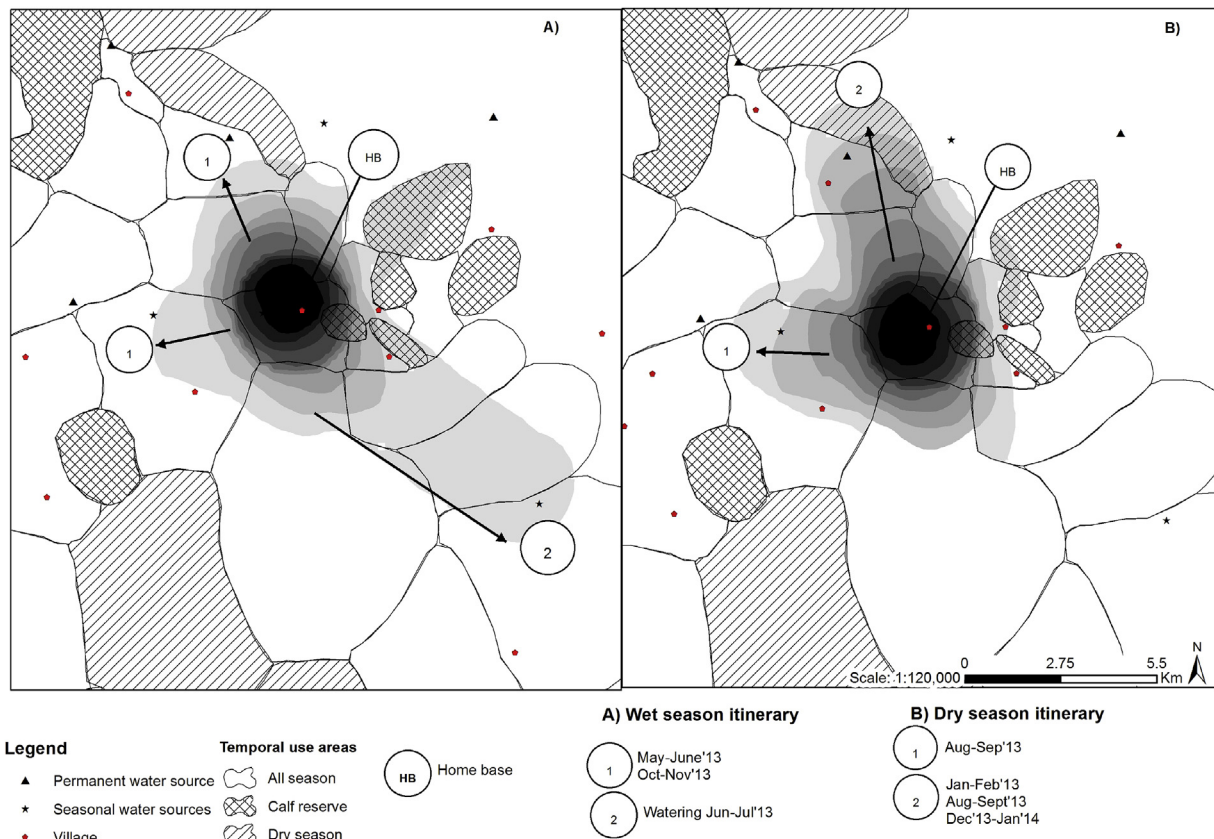 A)
B)
2
1
HB
HB
1
1
2
N
0 2.75 5.5
Scale: 1:120,000 Km
A) Wet season itinerary
B) Dry season itinerary
Legend
Temporal use areas
Permanent water source
Seasonal water sources
Village
All season
Calf reserve
Dry season
HB Home base
1 May-June'13
Oct-Nov'13
2 Watering Jun-Jul'13
1 Aug-Sep'13
2 Jan-Feb'13
Aug-Sept'13
Dec'13-Jan'14